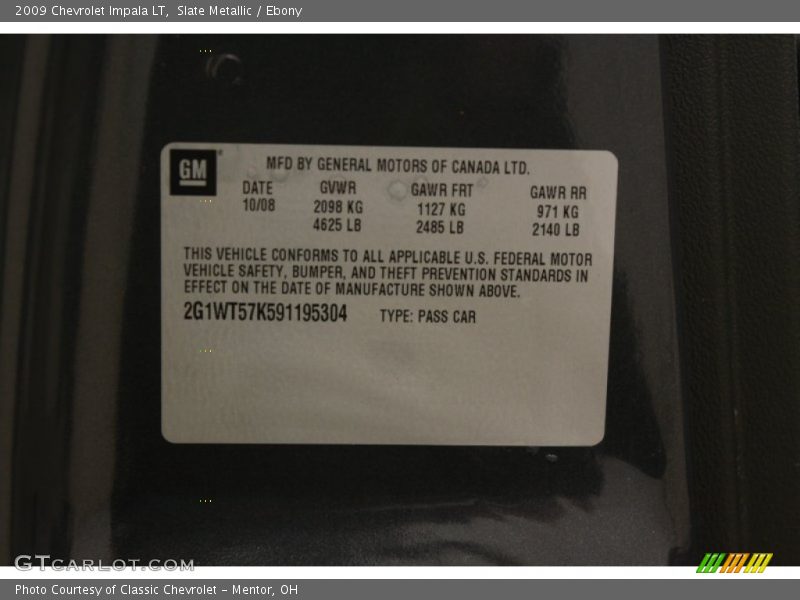 2009 Chevrolet Impala LT, Slate Metallic / Ebony
GM
MFD BY GENERAL MOTORS OF CANADA LTD.
DATE GVWR GAWR FRT GAWR RR
10/08 2098 KG 1127 KG 971 KG
4625 LB 2485 LB 2140 LB
THIS VEHICLE CONFORMS TO ALL APPLICABLE U.S. FEDERAL MOTOR
VEHICLE SAFETY, BUMPER, AND THEFT PREVENTION STANDARDS IN
EFFECT ON THE DATE OF MANUFACTURE SHOWN ABOVE.
2G1WT57K591195304 TYPE: PASS CAR
GTCARLOT.COM
Photo Courtesy of Classic Chevrolet - Mentor, OH